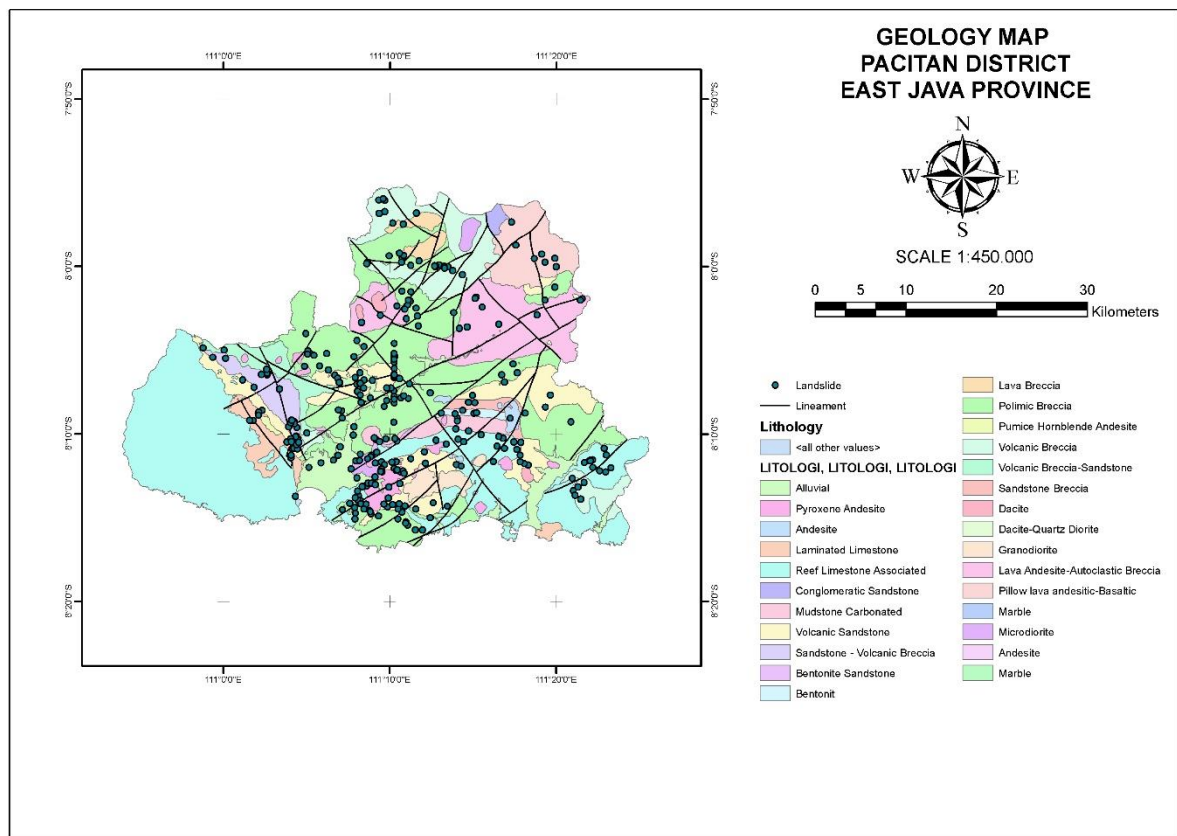 GEOLOGY MAP
PACITAN DISTRICT
EAST JAVA PROVINCE
N
W E
S
SCALE 1:450.000
0 5 10 20 30
Kilometers
111°0'0"E 111°10'0"E 111°20'0"E
7°50'0"S 7°50'0"S
8°0'0"S 8°0'0"S
8°10'0"S 8°10'0"S
8°20'0"S 8°20'0"S
111°0'0"E 111°10'0"E 111°20'0"E
Landslide
Lineament
Lithology
<all other values>
LITOLOGI, LITOLOGI, LITOLOGI
Alluvial
Pyroxene Andesite
Andesite
Laminated Limestone
Reef Limestone Associated
Conglomeratic Sandstone
Mudstone Carbonated
Volcanic Sandstone
Sandstone - Volcanic Breccia
Bentonite Sandstone
Bentonit
Lava Breccia
Polimic Breccia
Pumice Hornblende Andesite
Volcanic Breccia
Volcanic Breccia-Sandstone
Sandstone Breccia
Dacite
Dacite-Quartz Diorite
Granodiorite
Lava Andesite-Autoclastic Breccia
Pillow lava andesitic-Basaltic
Marble
Microdiorite
Andesite
Marble